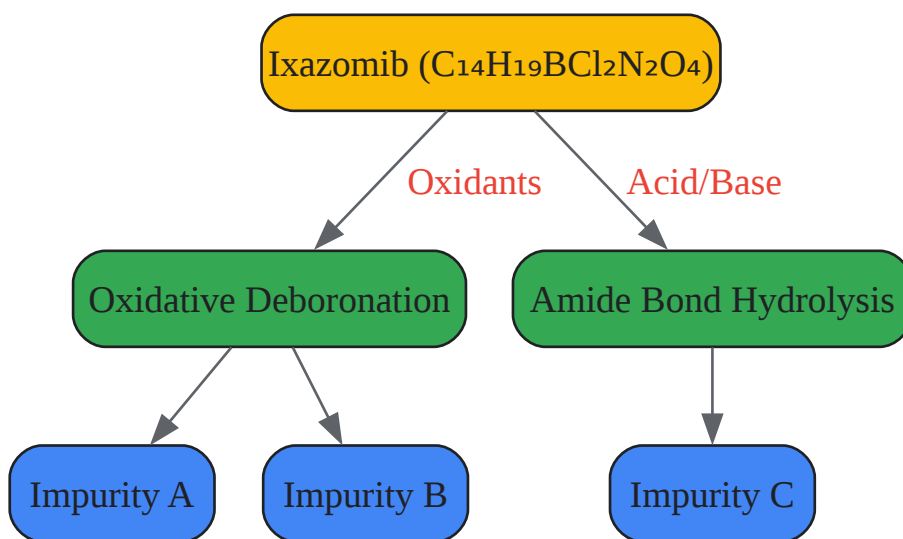 Ixazomib (C₁₄H₁₉BCl₂N₂O₄)
Oxidants
Acid/Base
Oxidative Deboronation
Amide Bond Hydrolysis
Impurity A
Impurity B
Impurity C